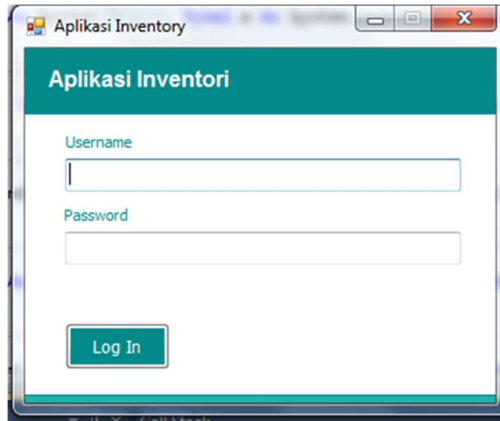 Aplikasi Inventory
Aplikasi Inventori
Username
Password
Log In